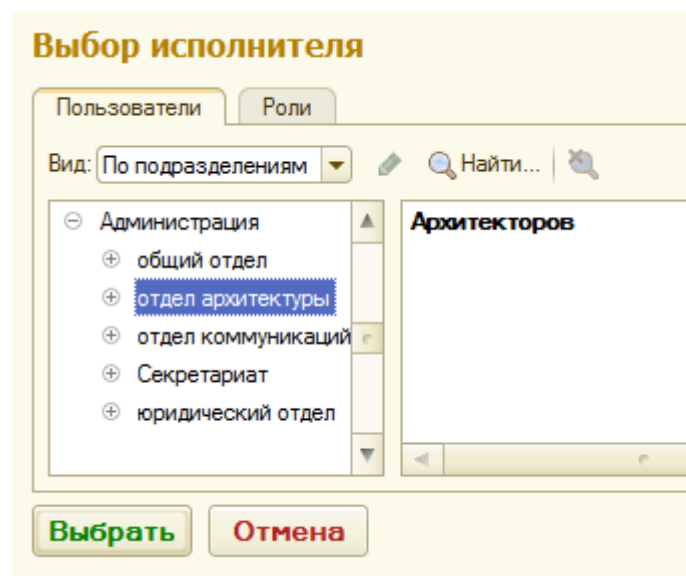 Выбор исполнителя
Пользователи Роли
Вид: По подразделениям Найти...
Администрация Архитекторов
общий отдел
отдел архитектуры
отдел коммуникаций
Секретариат
юридический отдел
Выбрать Отмена